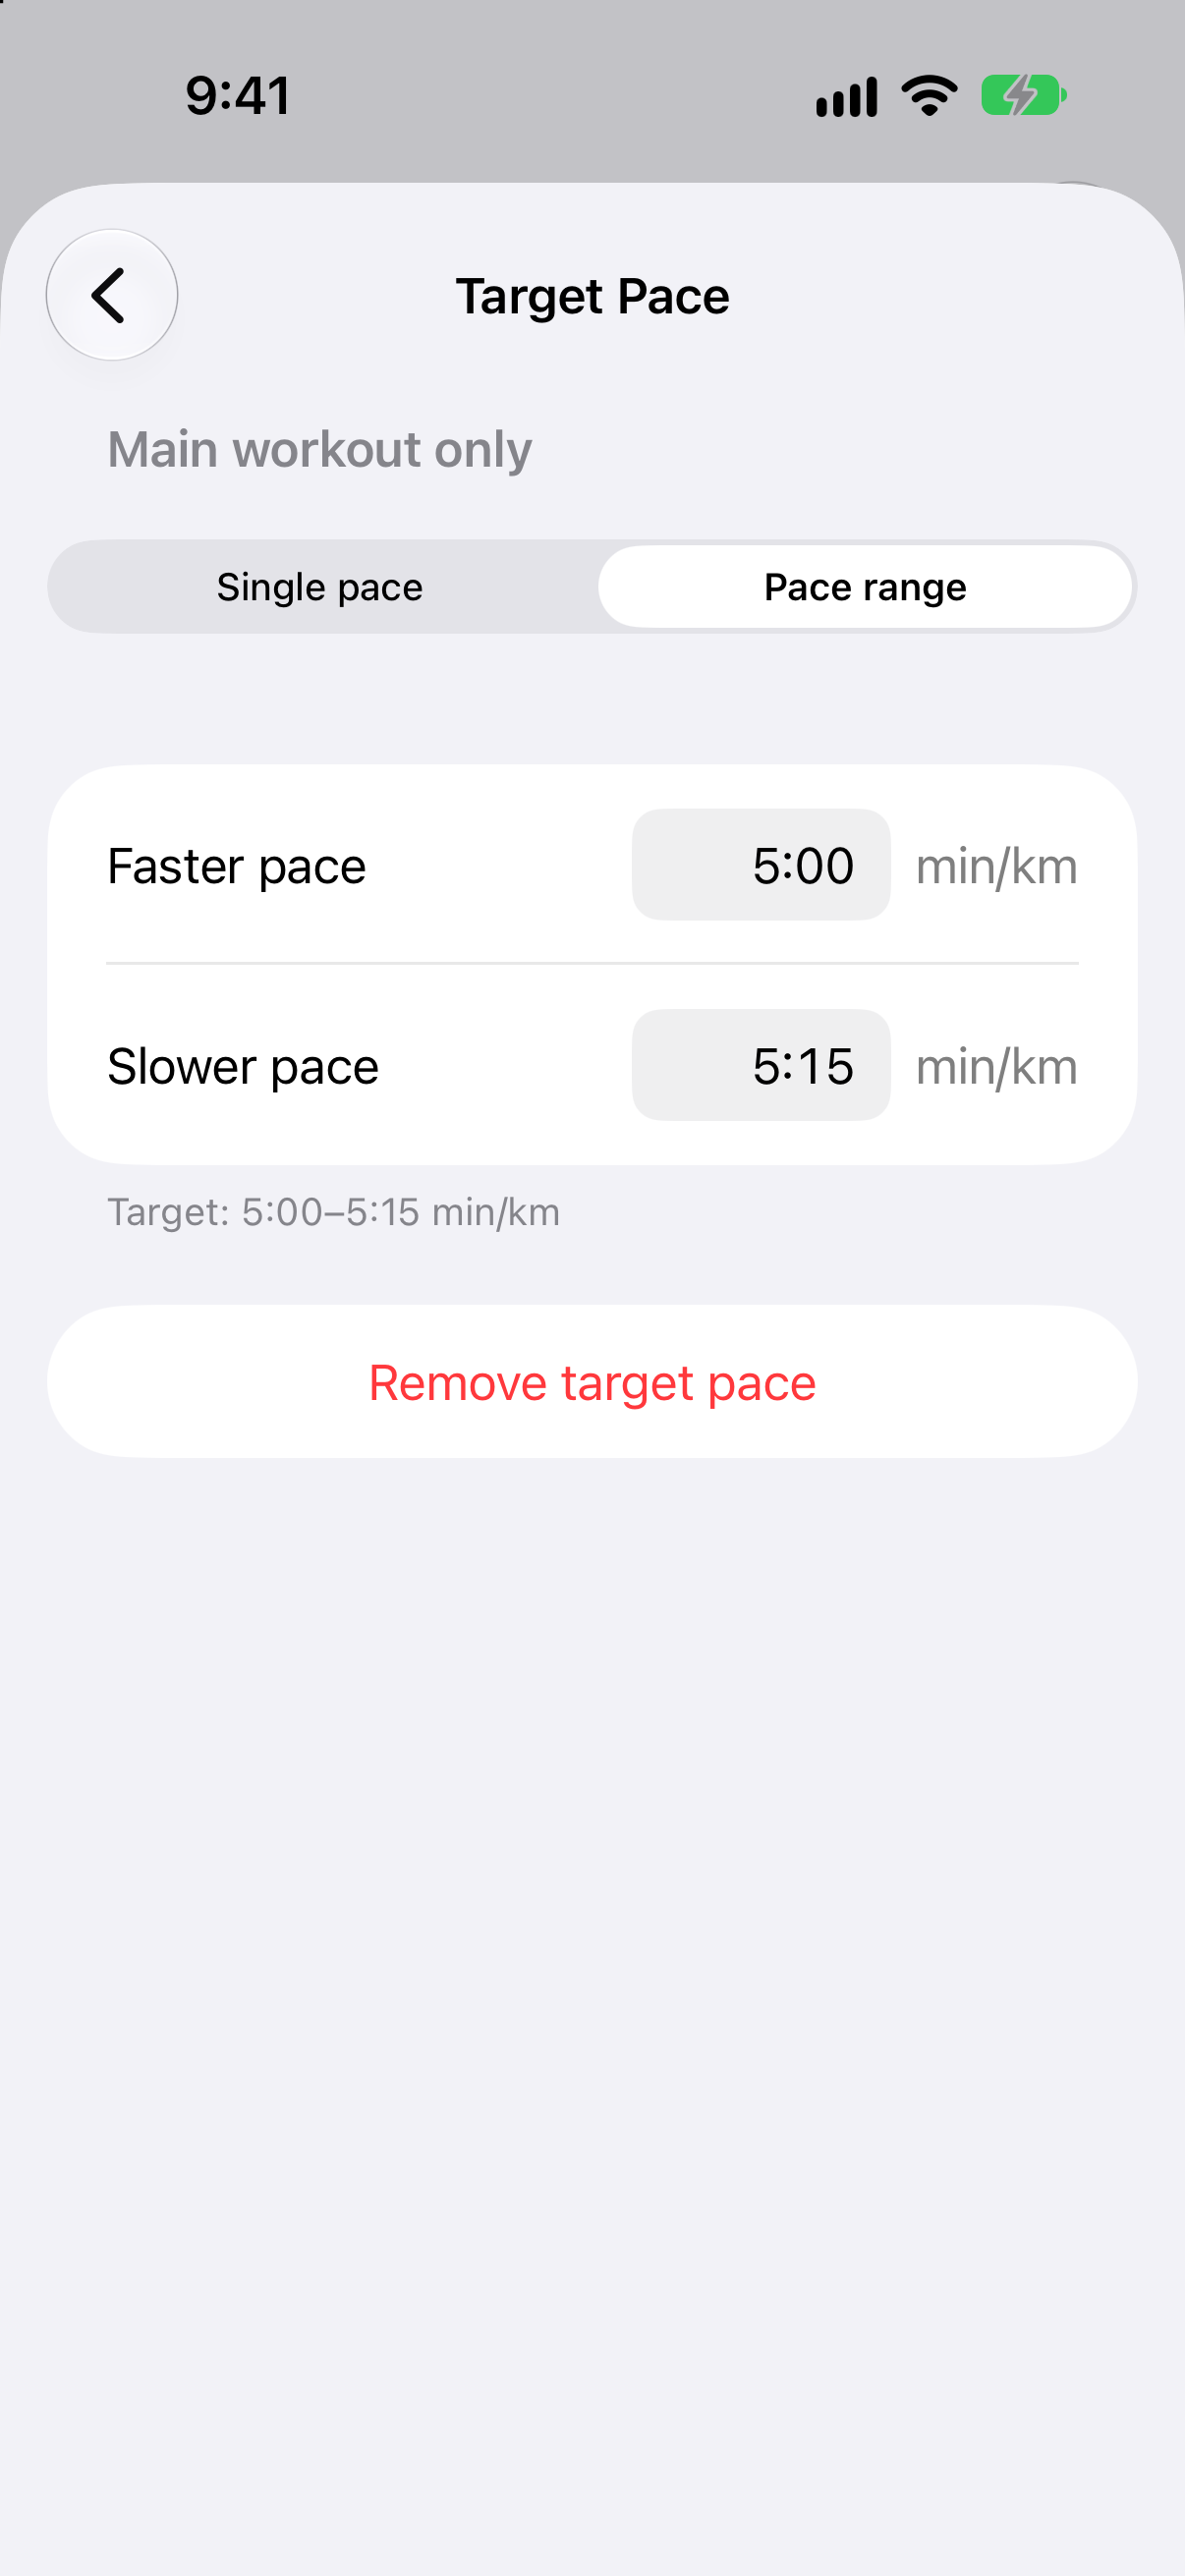 9:41
Target Pace
Main workout only
Single pace
Pace range
Faster pace 5:00 min/km
Slower pace 5:15 min/km
Target: 5:00–5:15 min/km
Remove target pace